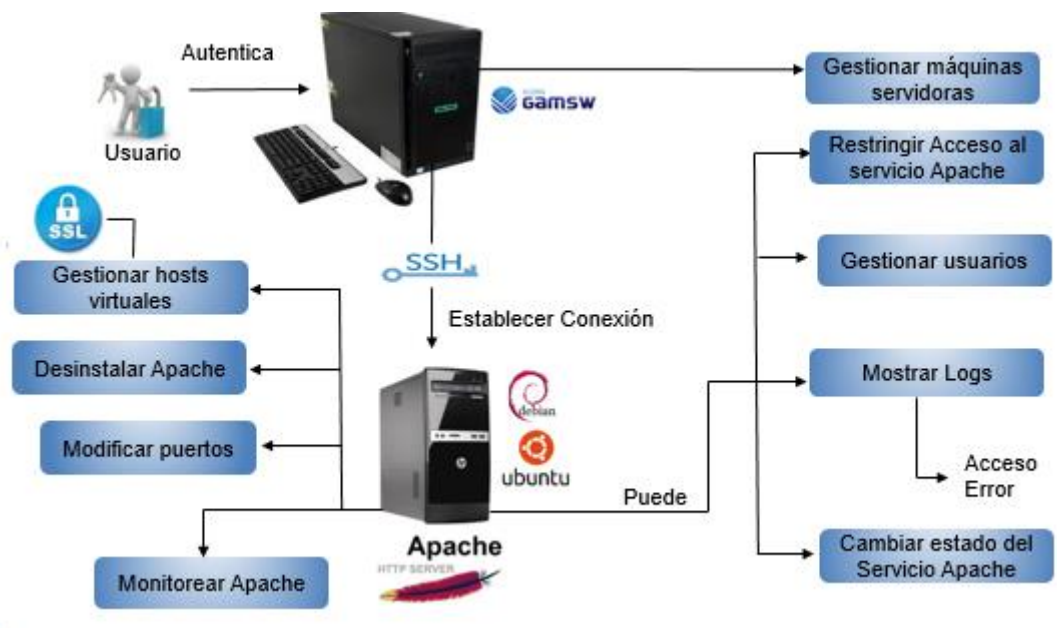 Autentica
Usuario
Gamsw
Gestionar máquinas
servidoras
Restringir Acceso al
servicio Apache
SSL
Gestionar hosts
virtuales
SSH
Gestionar usuarios
Establecer Conexión
Desinstalar Apache
Mostrar Logs
debian
Modificar puertos
ubuntu
Acceso
Error
Puede
Apache
HTTP SERVER
Monitorear Apache
Cambiar estado del
Servicio Apache